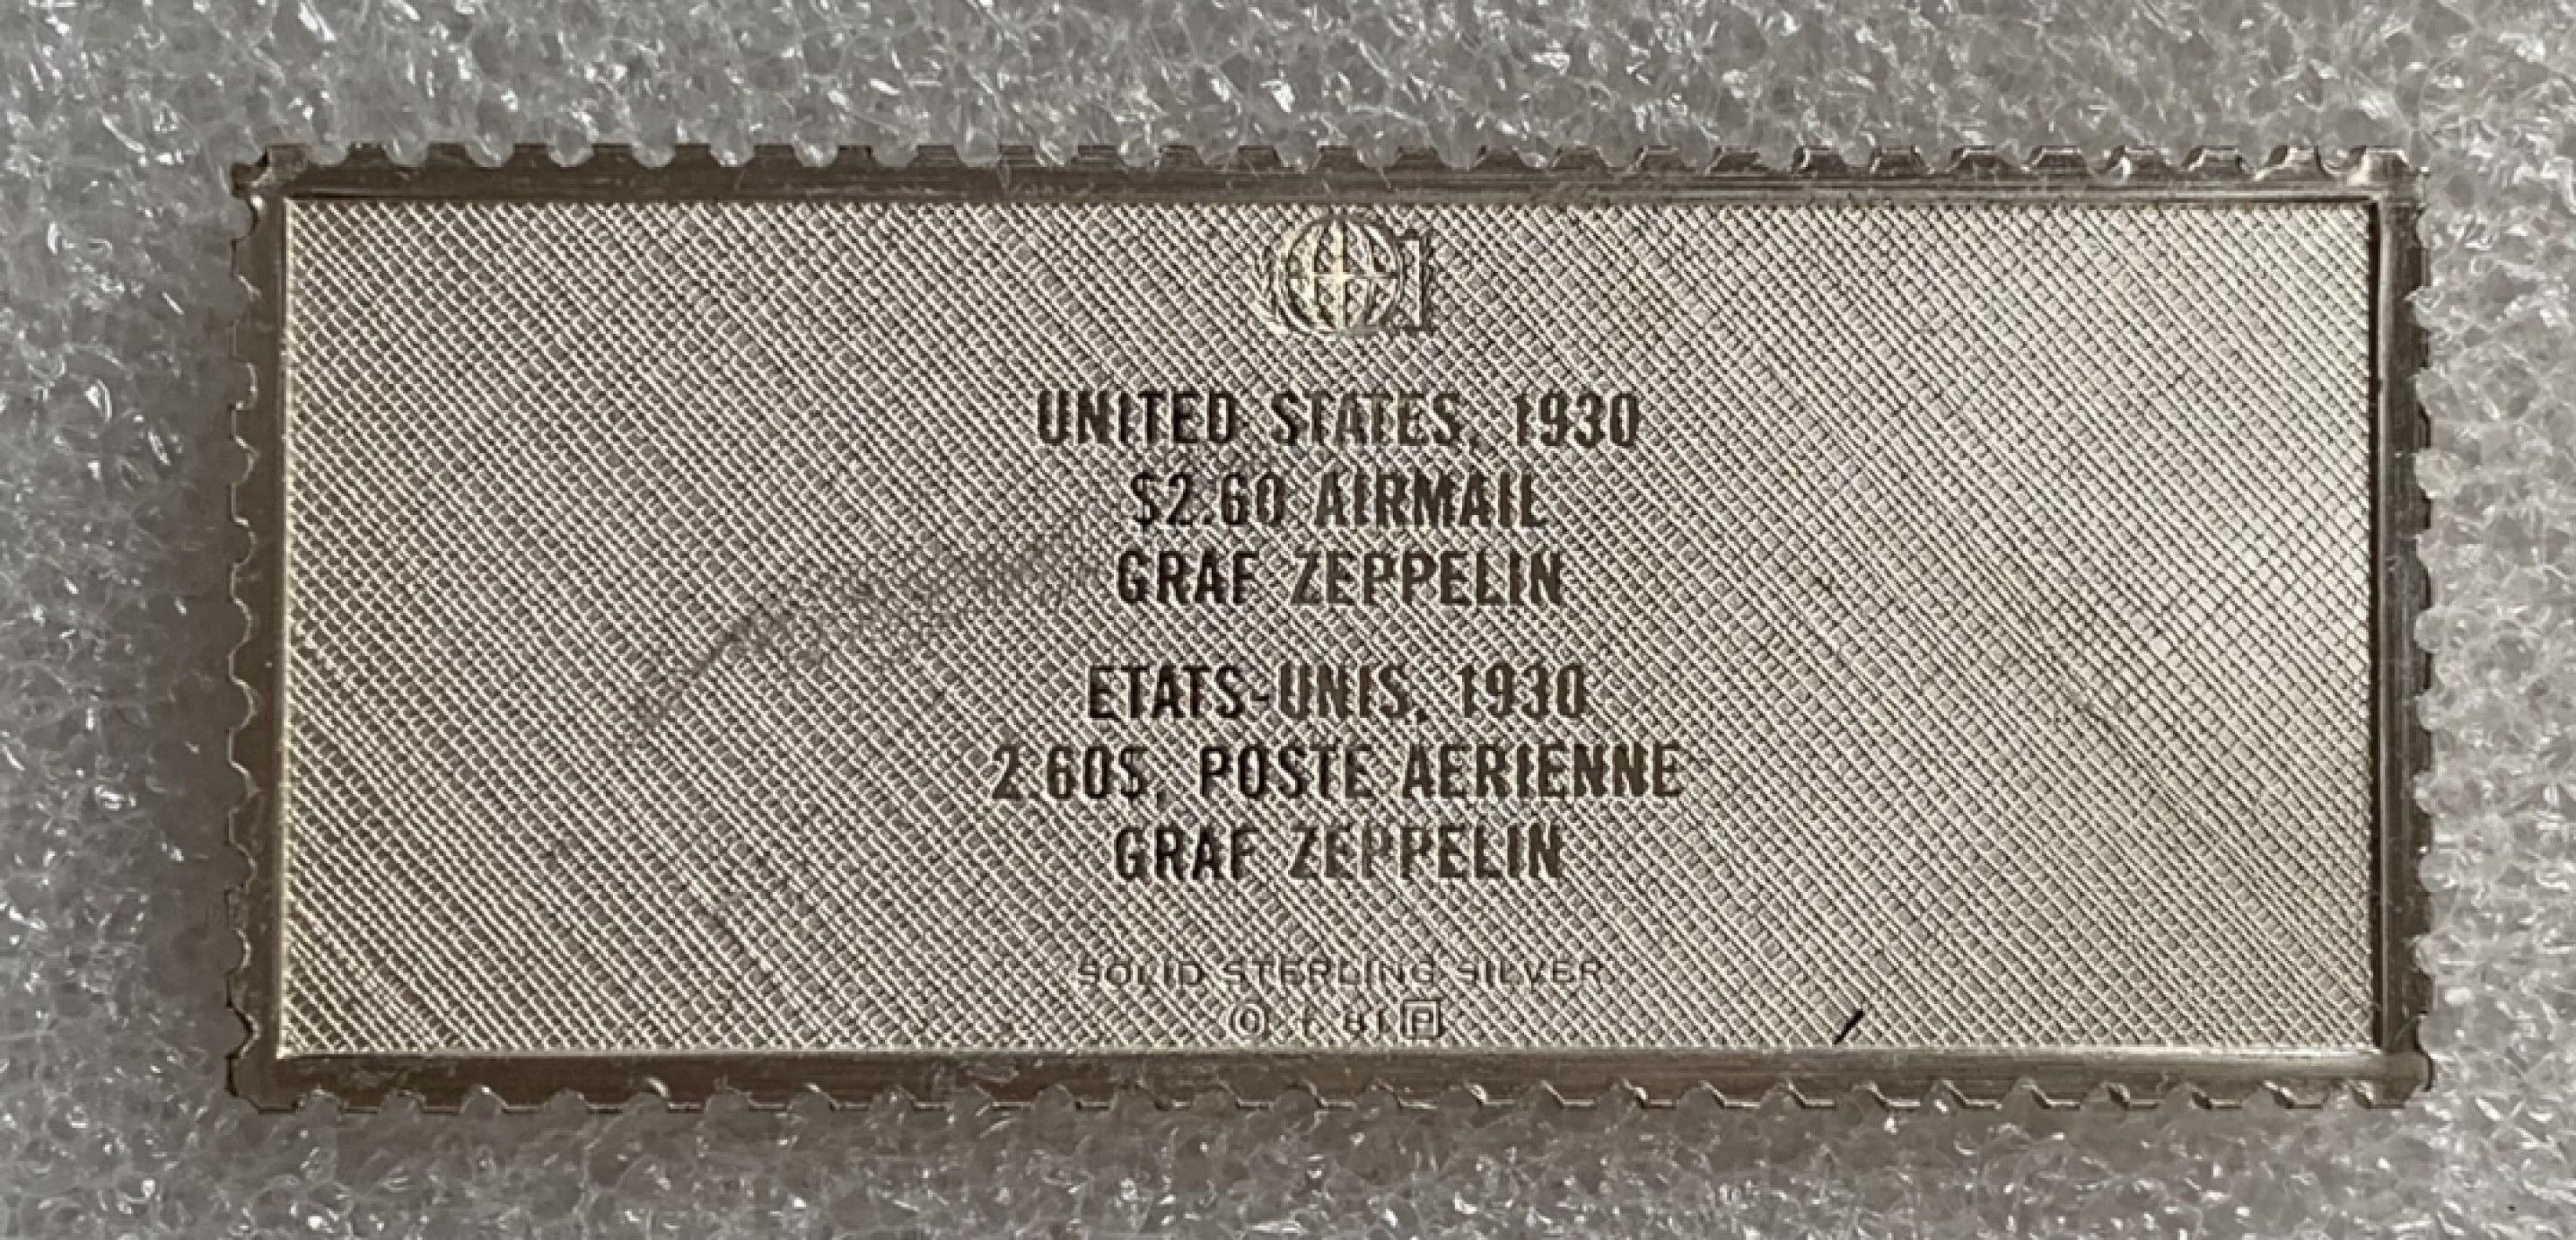 UNITED STATES, 1930
$2.60 AIRMAIL
GRAF ZEPPELIN
ETATS-UNIS, 1930
2.60$, POSTE AERIENNE
GRAF ZEPPELIN
SOLID STERLING SILVER
81 P